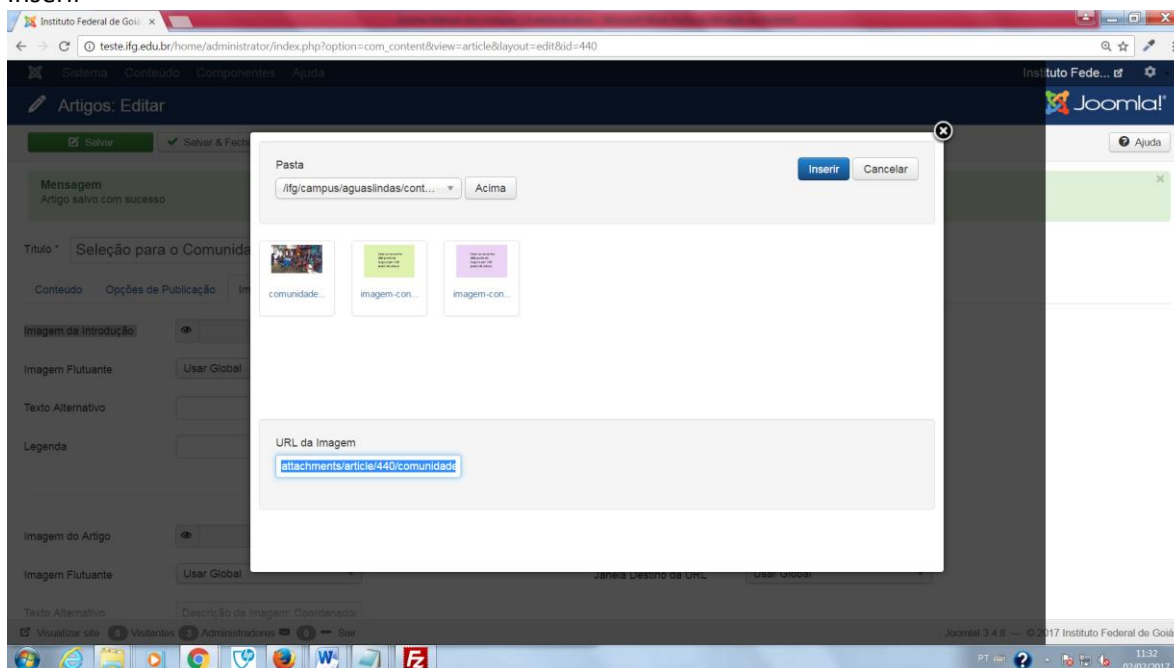 Instituto Federal de Goiá
teste.ifg.edu.br/home/administrator/index.php?option=com_content&view=article&layout=edit&id=440
Sistema Conteúdo Componentes Ajuda
Instituto Fede...
Artigos: Editar
Joomla!
Salvar
Salvar & Fech
Ajuda
Mensagem
Artigo salvo com sucesso
Pasta
/ifg/campus/aguaslindas/cont...
Acima
Inserir
Cancelar
Título * Seleção para o Comunida
Conteúdo Opções de Publicação Im
comunidade...
imagem-con...
imagem-con...
Imagem da Introdução
Imagem Flutuante
Usar Global
Texto Alternativo
Legenda
URL da Imagem
attachments/article/440/comunidade
Imagem do Artigo
Imagem Flutuante
Usar Global
Janela Destino da URL
Usar Global
Texto Alternativo
Descrição da imagem: Coordenador
Visualizar site 0 Visitantes 3 Administradores 0 Sair
Joomla! 3.4.8 — © 2017 Instituto Federal de Goiá
PT
11:32
02/02/2017